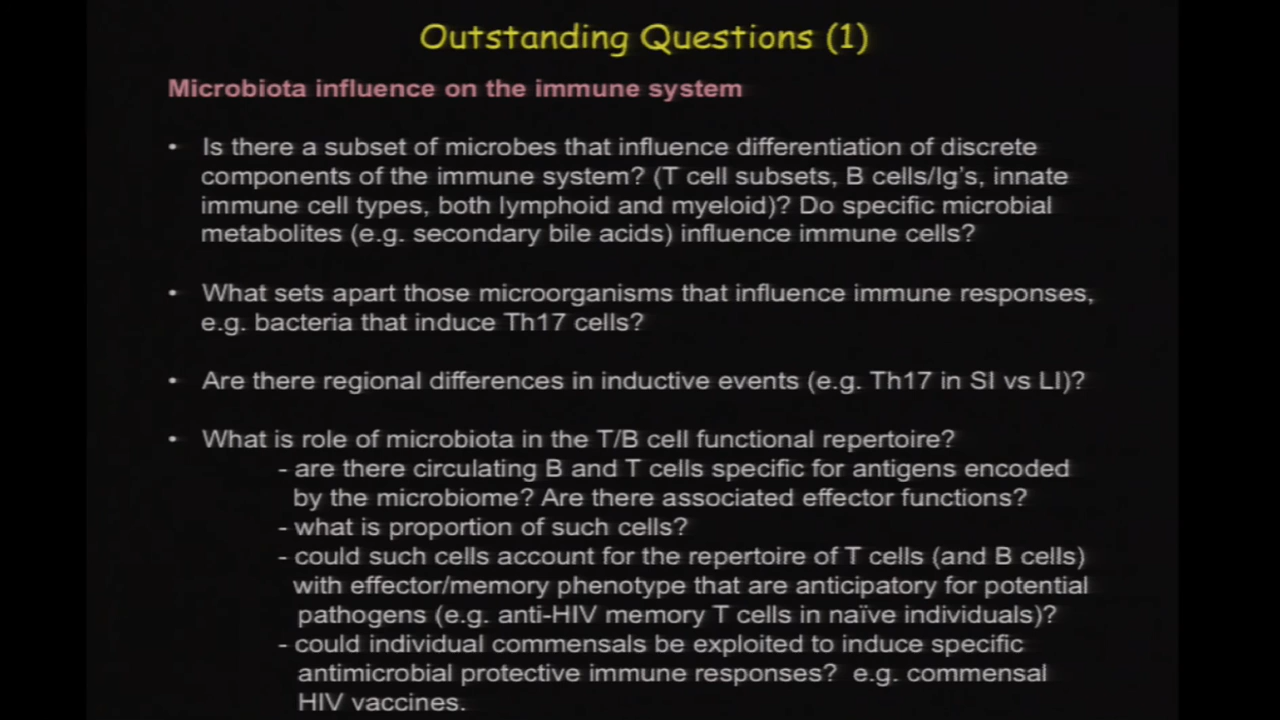 Outstanding Questions (1)
Microbiota influence on the immune system
• Is there a subset of microbes that influence differentiation of discrete
components of the immune system? (T cell subsets, B cells/Ig's, innate
immune cell types, both lymphoid and myeloid)? Do specific microbial
metabolites (e.g. secondary bile acids) influence immune cells?
• What sets apart those microorganisms that influence immune responses,
e.g. bacteria that induce Th17 cells?
• Are there regional differences in inductive events (e.g. Th17 in SI vs LI)?
• What is role of microbiota in the T/B cell functional repertoire?
- are there circulating B and T cells specific for antigens encoded
by the microbiome? Are there associated effector functions?
- what is proportion of such cells?
- could such cells account for the repertoire of T cells (and B cells)
with effector/memory phenotype that are anticipatory for potential
pathogens (e.g. anti-HIV memory T cells in naïve individuals)?
- could individual commensals be exploited to induce specific
antimicrobial protective immune responses? e.g. commensal
HIV vaccines.